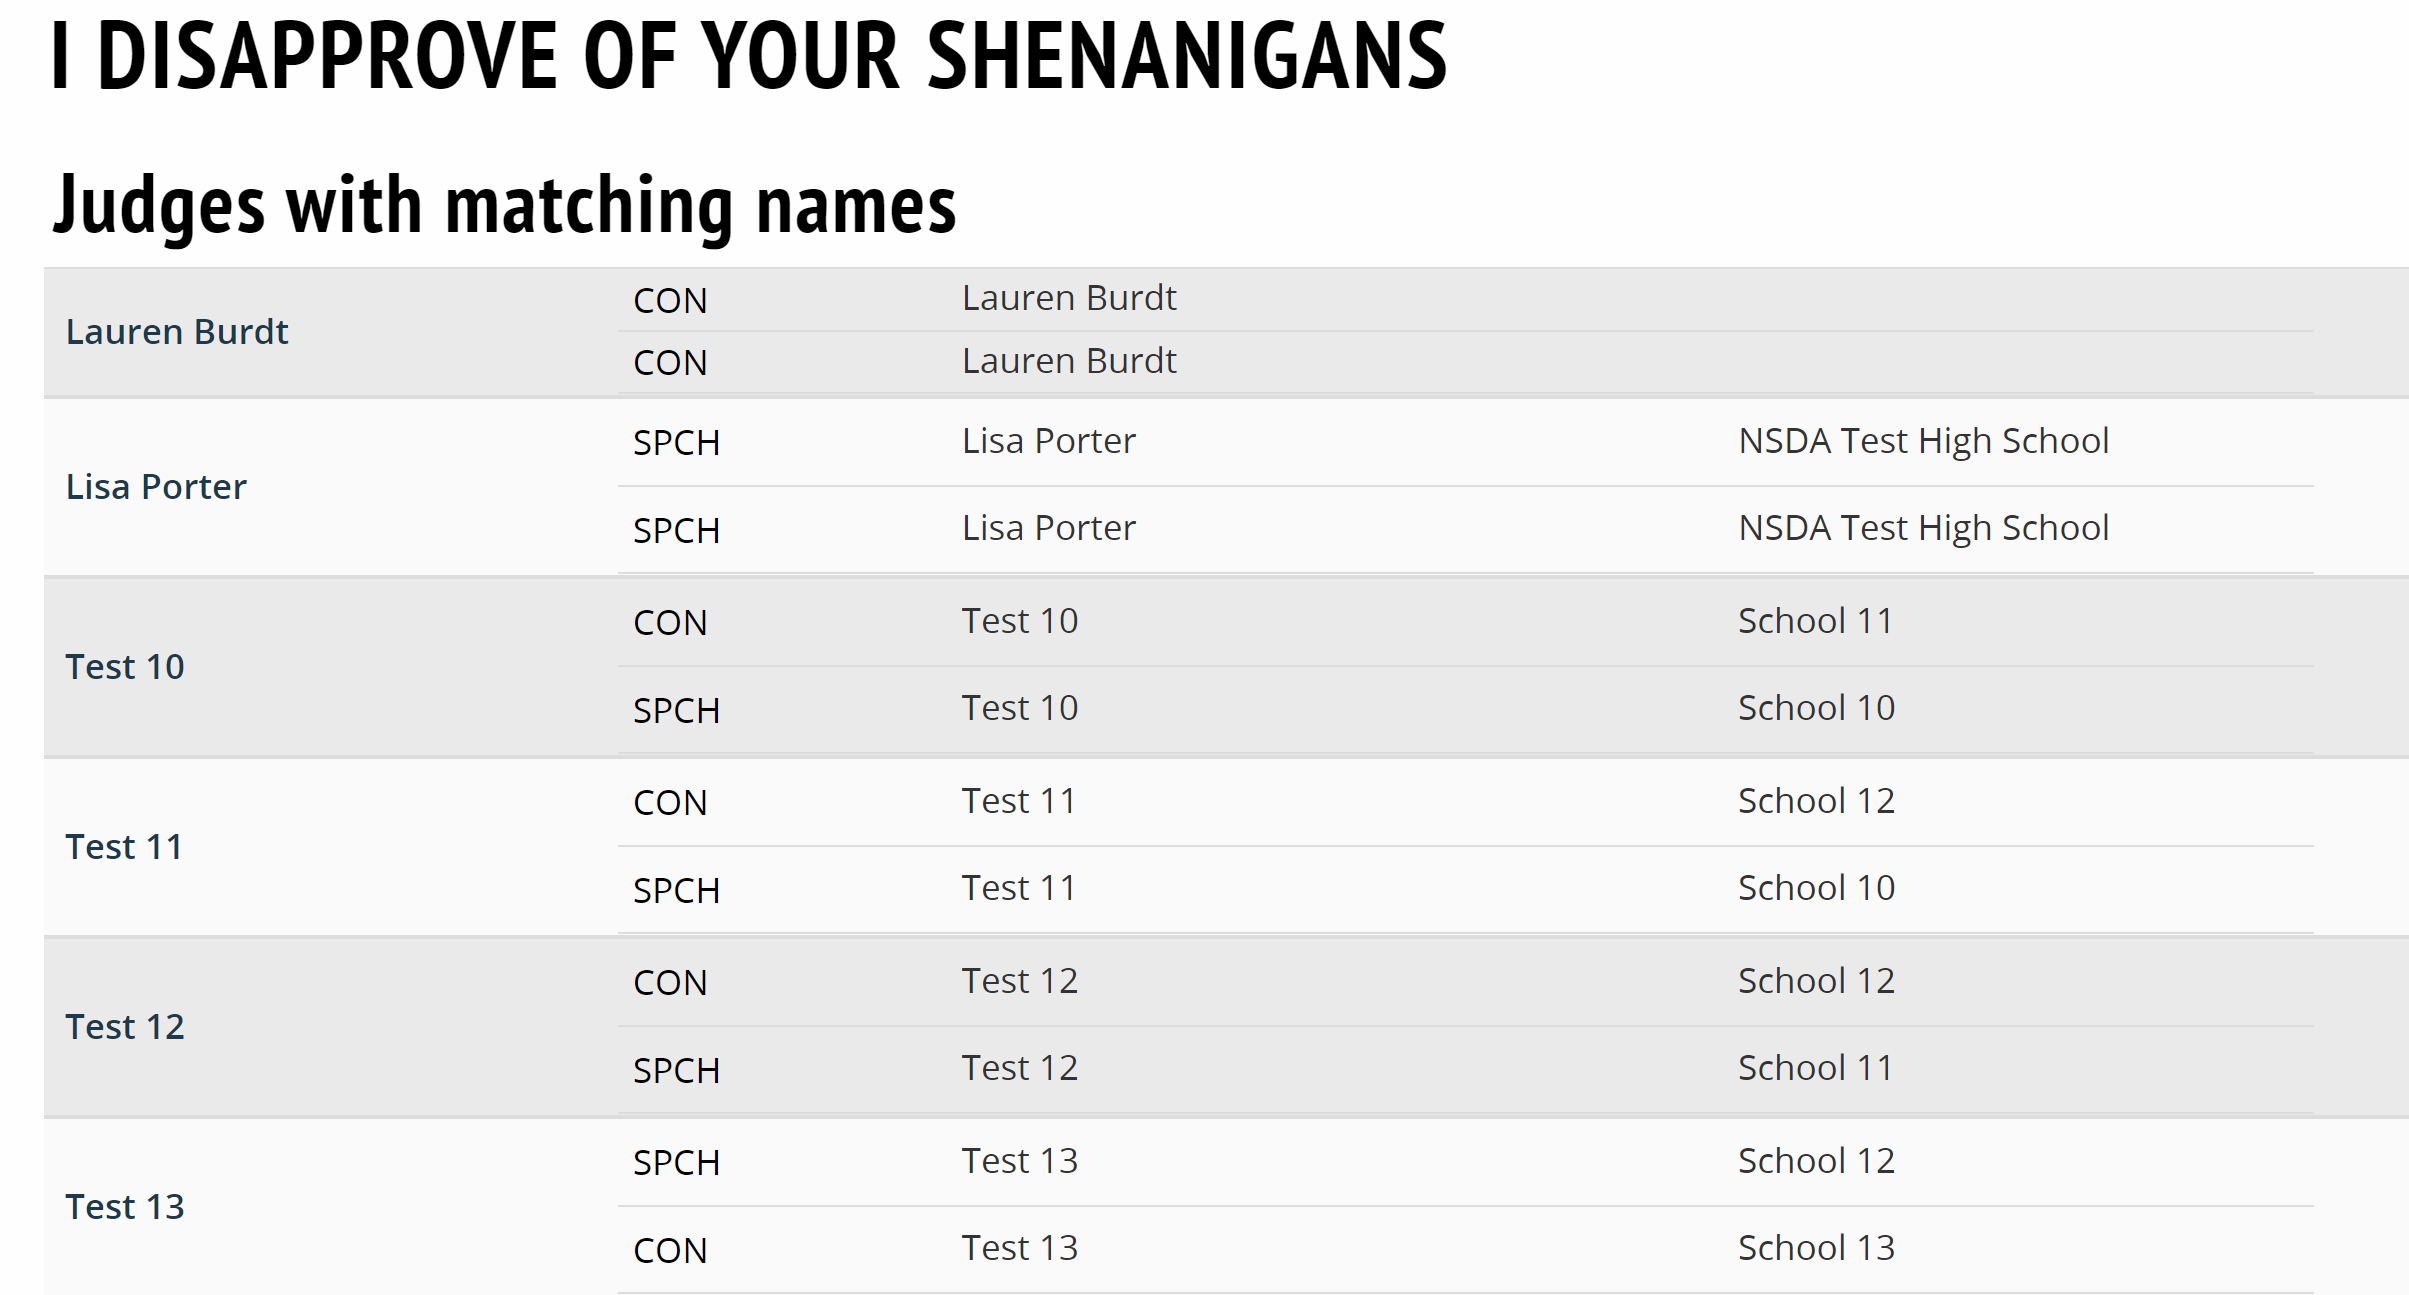 I DISAPPROVE OF YOUR SHENANIGANS
Judges with matching names
Lauren Burdt
CON Lauren Burdt
CON Lauren Burdt
Lisa Porter
SPCH Lisa Porter NSDA Test High School
SPCH Lisa Porter NSDA Test High School
Test 10
CON Test 10 School 11
SPCH Test 10 School 10
Test 11
CON Test 11 School 12
SPCH Test 11 School 10
Test 12
CON Test 12 School 12
SPCH Test 12 School 11
Test 13
SPCH Test 13 School 12
CON Test 13 School 13